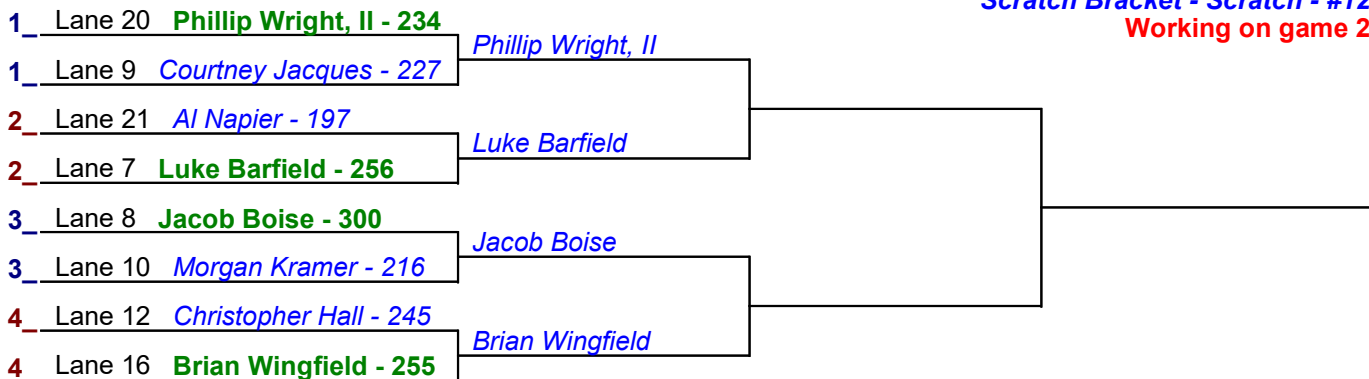 Scratch Bracket - Scratch - #12
Working on game 2
1_ Lane 20 Phillip Wright, II - 234
Phillip Wright, II
1_ Lane 9 Courtney Jacques - 227
2_ Lane 21 Al Napier - 197
Luke Barfield
2_ Lane 7 Luke Barfield - 256
3_ Lane 8 Jacob Boise - 300
Jacob Boise
3_ Lane 10 Morgan Kramer - 216
4_ Lane 12 Christopher Hall - 245
Brian Wingfield
4 Lane 16 Brian Wingfield - 255